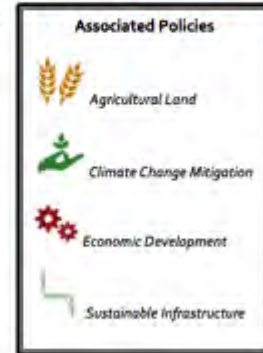 Associated Policies
Agricultural Land
Climate Change Mitigation
Economic Development
Sustainable Infrastructure